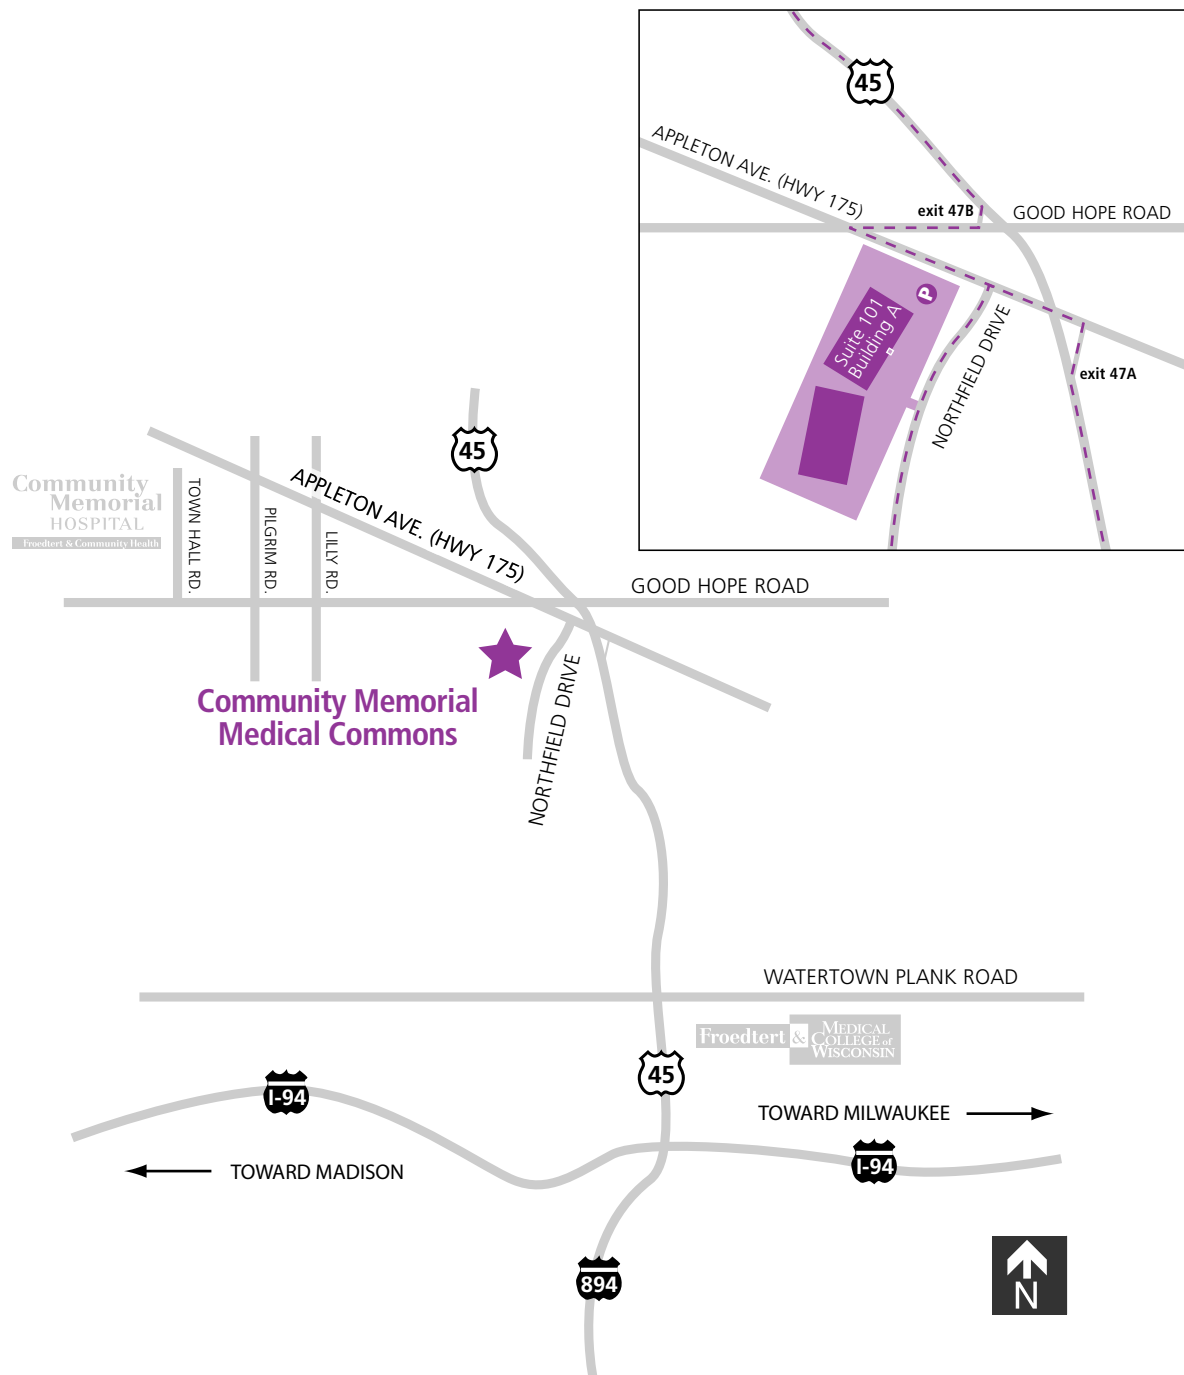 45
APPLETON AVE. (HWY 175)
exit 47B
GOOD HOPE ROAD
P
Suite 101
Building A
NORTHFIELD DRIVE
exit 47A
45
Community
Memorial
HOSPITAL
Froedtert & Community Health
TOWN HALL RD.
PILGRIM RD.
LILLY RD.
APPLETON AVE. (HWY 175)
GOOD HOPE ROAD
Community Memorial
Medical Commons
NORTHFIELD DRIVE
WATERTOWN PLANK ROAD
Froedtert & MEDICAL
COLLEGE of
WISCONSIN
45
I-94
TOWARD MILWAUKEE
I-94
TOWARD MADISON
894
N